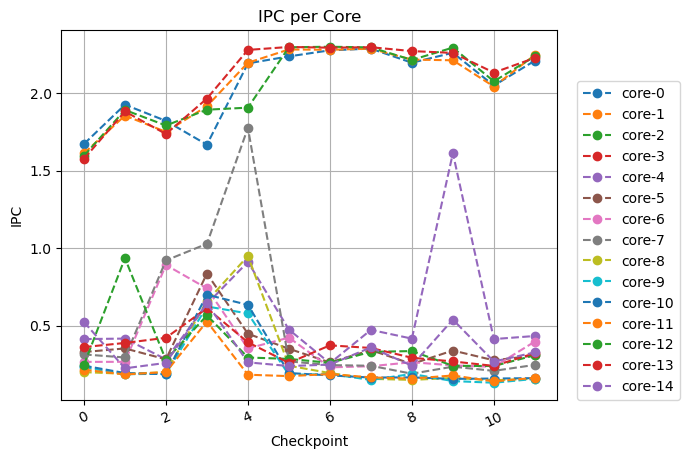 IPC per Core
IPC
2.0
1.5
1.0
0.5
0
2
4
6
8
10
Checkpoint
core-0
core-1
core-2
core-3
core-4
core-5
core-6
core-7
core-8
core-9
core-10
core-11
core-12
core-13
core-14